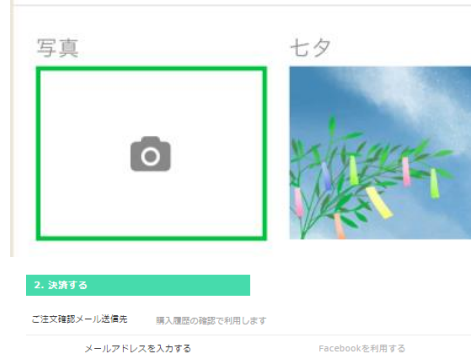 写真
七夕
2. 決済する
ご注文確認メール送信先 購入履歴の確認で利用します
メールアドレスを入力する Facebookを利用する